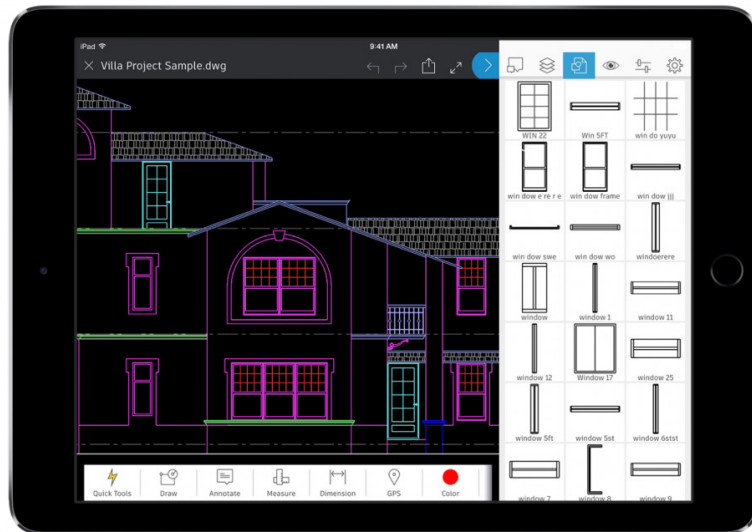 iPad
9:41 AM
Villa Project Sample.dwg
WIN 22
Win 5FT
win do yuyu
win dow e re r e
win dow frame
win dow jjj
win dow swe
win dow wo
windoerere
window
window 1
window 11
window 12
Window 17
window 25
window 5ft
window 5st
window 6stst
window 7
window 8
window 9
Quick Tools
Draw
Annotate
Measure
Dimension
GPS
Color